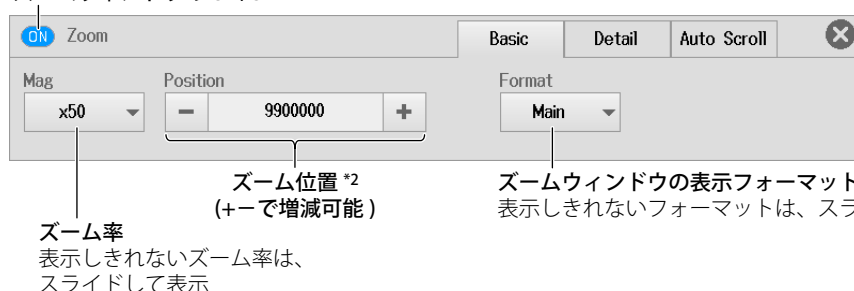 ON Zoom Basic Detail Auto Scroll
Mag Position Format
x50 − 9900000 + Main
ズーム位置 *2
(+−で増減可能 )
ズームウィンドウの表示フォーマット
表示しきれないフォーマットは、スラ
ズーム率
表示しきれないズーム率は、
スライドして表示